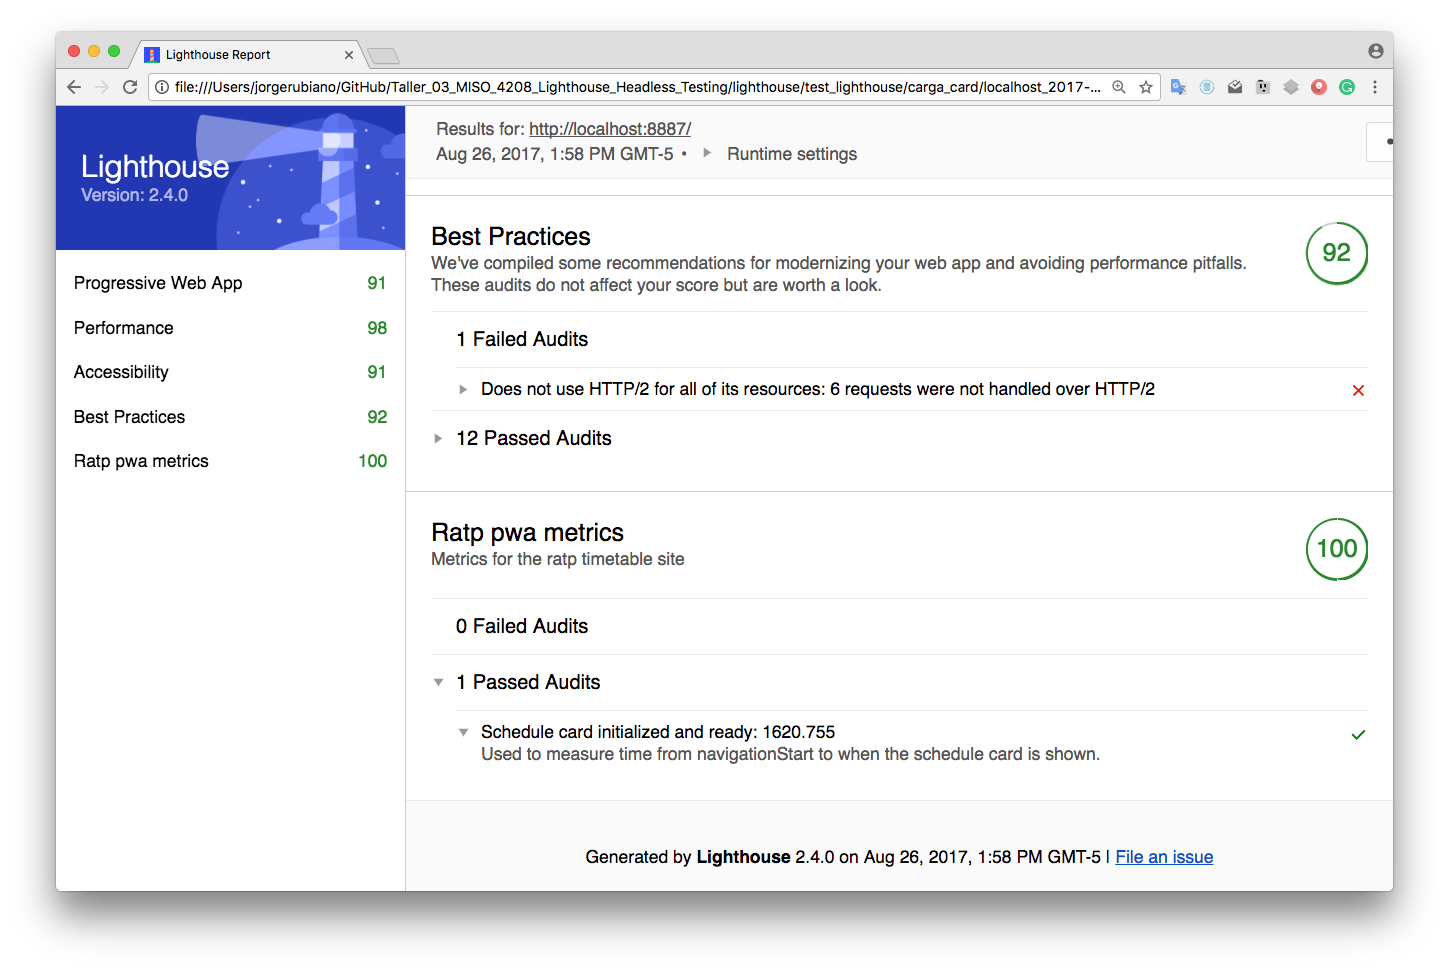 Lighthouse Report
file:///Users/jorgerubiano/GitHub/Taller_03_MISO_4208_Lighthouse_Headless_Testing/lighthouse/test_lighthouse/carga_card/localhost_2017-...
Lighthouse
Version: 2.4.0
Progressive Web App 91
Performance 98
Accessibility 91
Best Practices 92
Ratp pwa metrics 100
Results for: http://localhost:8887/
Aug 26, 2017, 1:58 PM GMT-5 • Runtime settings
Best Practices
92
We've compiled some recommendations for modernizing your web app and avoiding performance pitfalls.
These audits do not affect your score but are worth a look.
1 Failed Audits
Does not use HTTP/2 for all of its resources: 6 requests were not handled over HTTP/2
12 Passed Audits
Ratp pwa metrics
100
Metrics for the ratp timetable site
0 Failed Audits
1 Passed Audits
Schedule card initialized and ready: 1620.755
Used to measure time from navigationStart to when the schedule card is shown.
Generated by Lighthouse 2.4.0 on Aug 26, 2017, 1:58 PM GMT-5 | File an issue